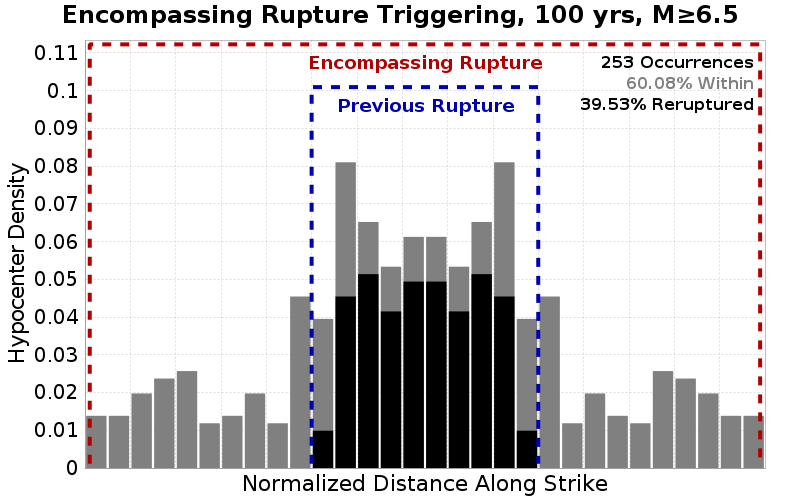 Encompassing Rupture Triggering, 100 yrs, M≥6.5
0.11
Encompassing Rupture
253 Occurrences
60.08% Within
0.1
Previous Rupture
39.53% Reruptured
0.09
0.08
0.07
0.06
0.05
0.04
0.03
0.02
0.01
0
Hypocenter Density
Normalized Distance Along Strike